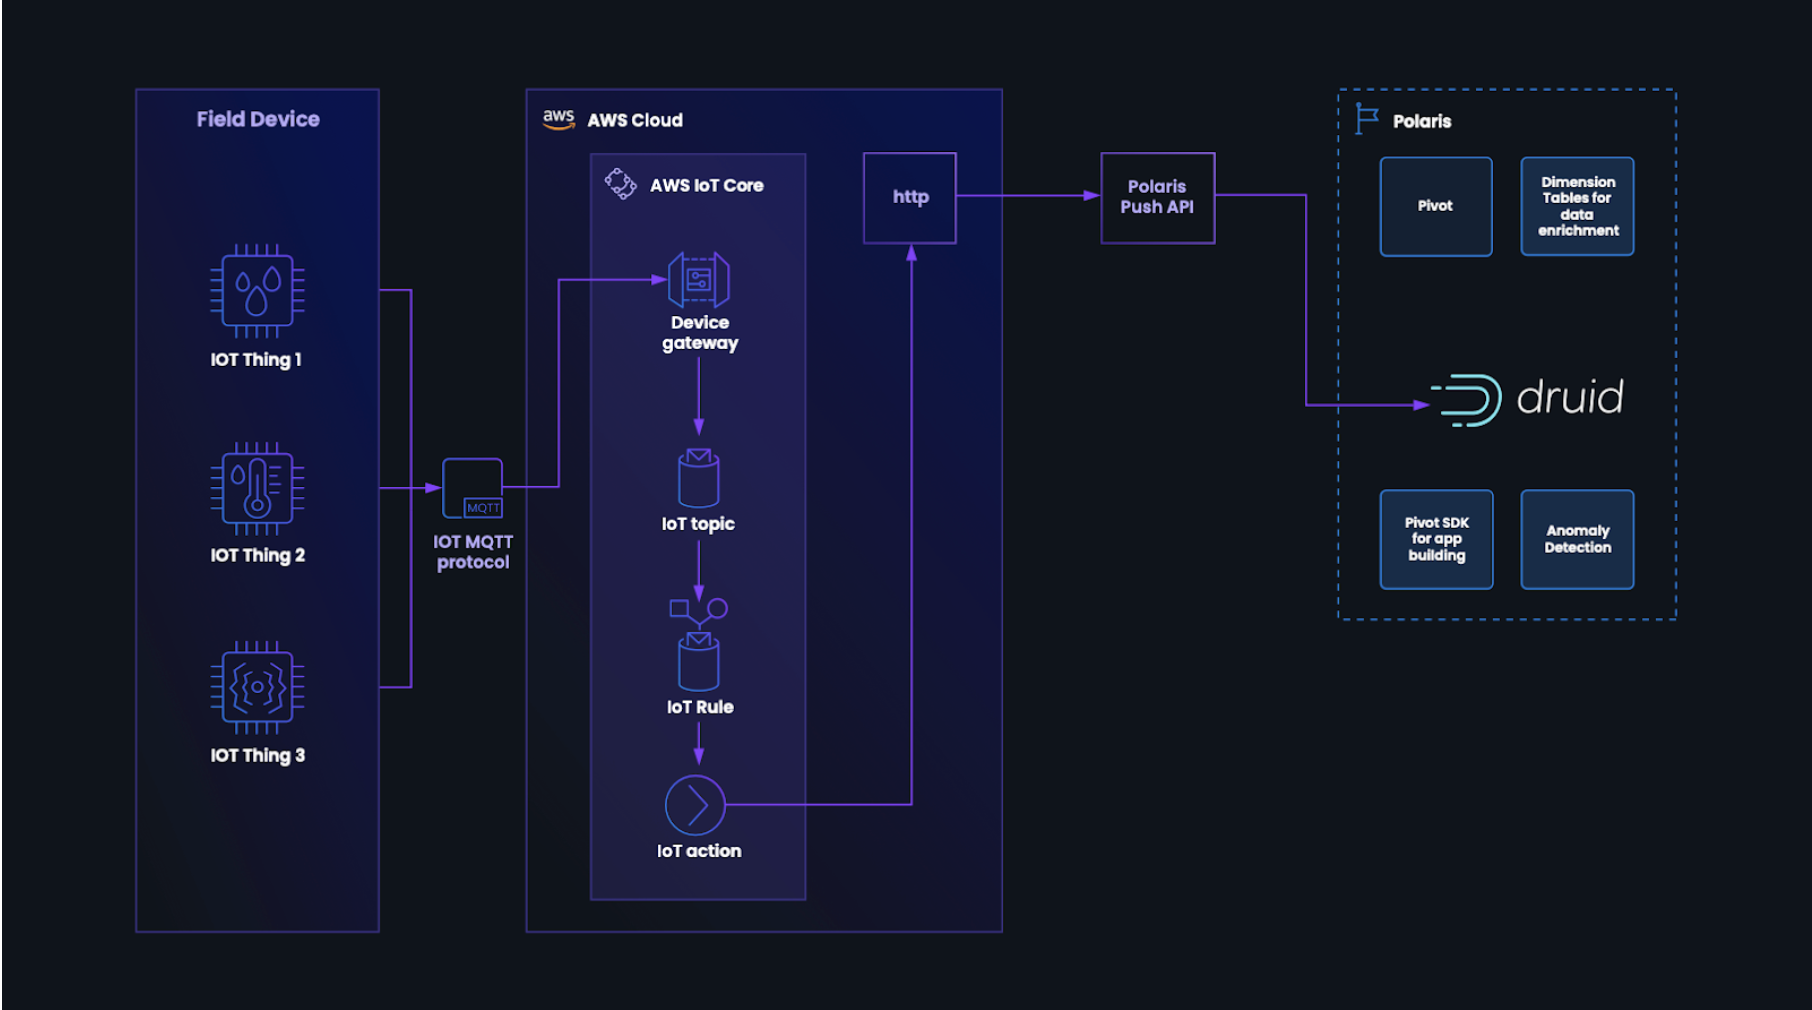 Field Device
IOT Thing 1
IOT Thing 2
IOT Thing 3
MQTT
IOT MQTT
protocol
aws
AWS Cloud
AWS IoT Core
Device
gateway
IoT topic
IoT Rule
IoT action
http
Polaris
Push API
Polaris
Pivot
Dimension
Tables for
data
enrichment
druid
Pivot SDK
for app
building
Anomaly
Detection